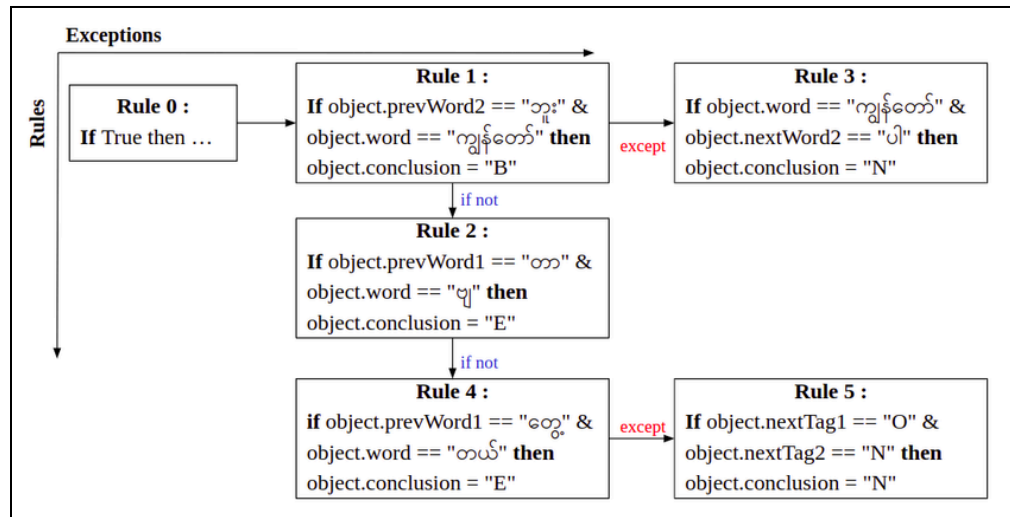 Exceptions
Rules
Rule 0 :
If True then …
Rule 1 :
If object.prevWord2 == "ဘူး" &
object.word == "ကျွန်တော်" then
object.conclusion = "B"
except
Rule 3 :
If object.word == "ကျွန်တော်" &
object.nextWord2 == "ပါ" then
object.conclusion = "N"
if not
Rule 2 :
If object.prevWord1 == "တာ" &
object.word == "ဗျ" then
object.conclusion = "E"
if not
Rule 4 :
if object.prevWord1 == "တွေ့" &
object.word == "တယ်" then
object.conclusion = "E"
except
Rule 5 :
If object.nextTag1 == "O" &
object.nextTag2 == "N" then
object.conclusion = "N"